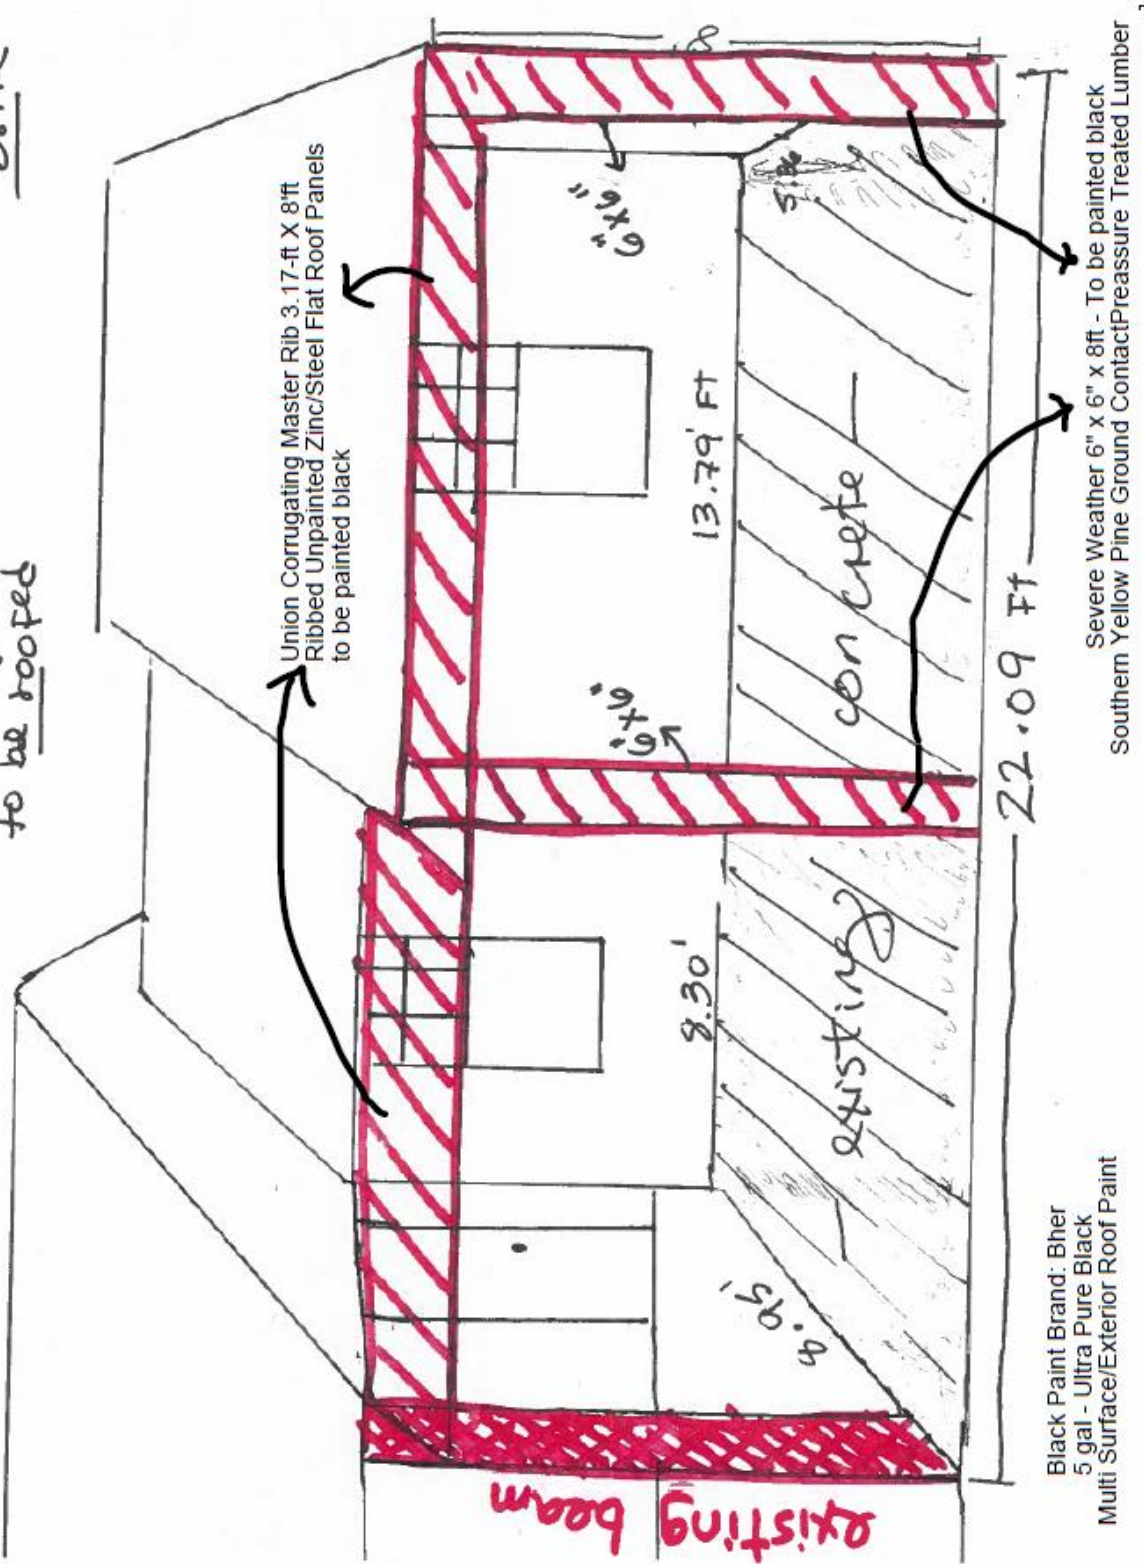 to be roofed
Union Corrugating Master Rib 3.17-ft X 8'ft
Ribbed Unpainted Zinc/Steel Flat Roof Panels
to be painted black
8'
6"x6"
6"x6"
8.30'
13.79' FT
8.95'
existing
concrete
existing
beam
22.09 FT
Black Paint Brand: Bher
5 gal - Ultra Pure Black
Multi Surface/Exterior Roof Paint
Severe Weather 6" x 6" x 8ft - To be painted black
Southern Yellow Pine Ground ContactPreassure Treated Lumber